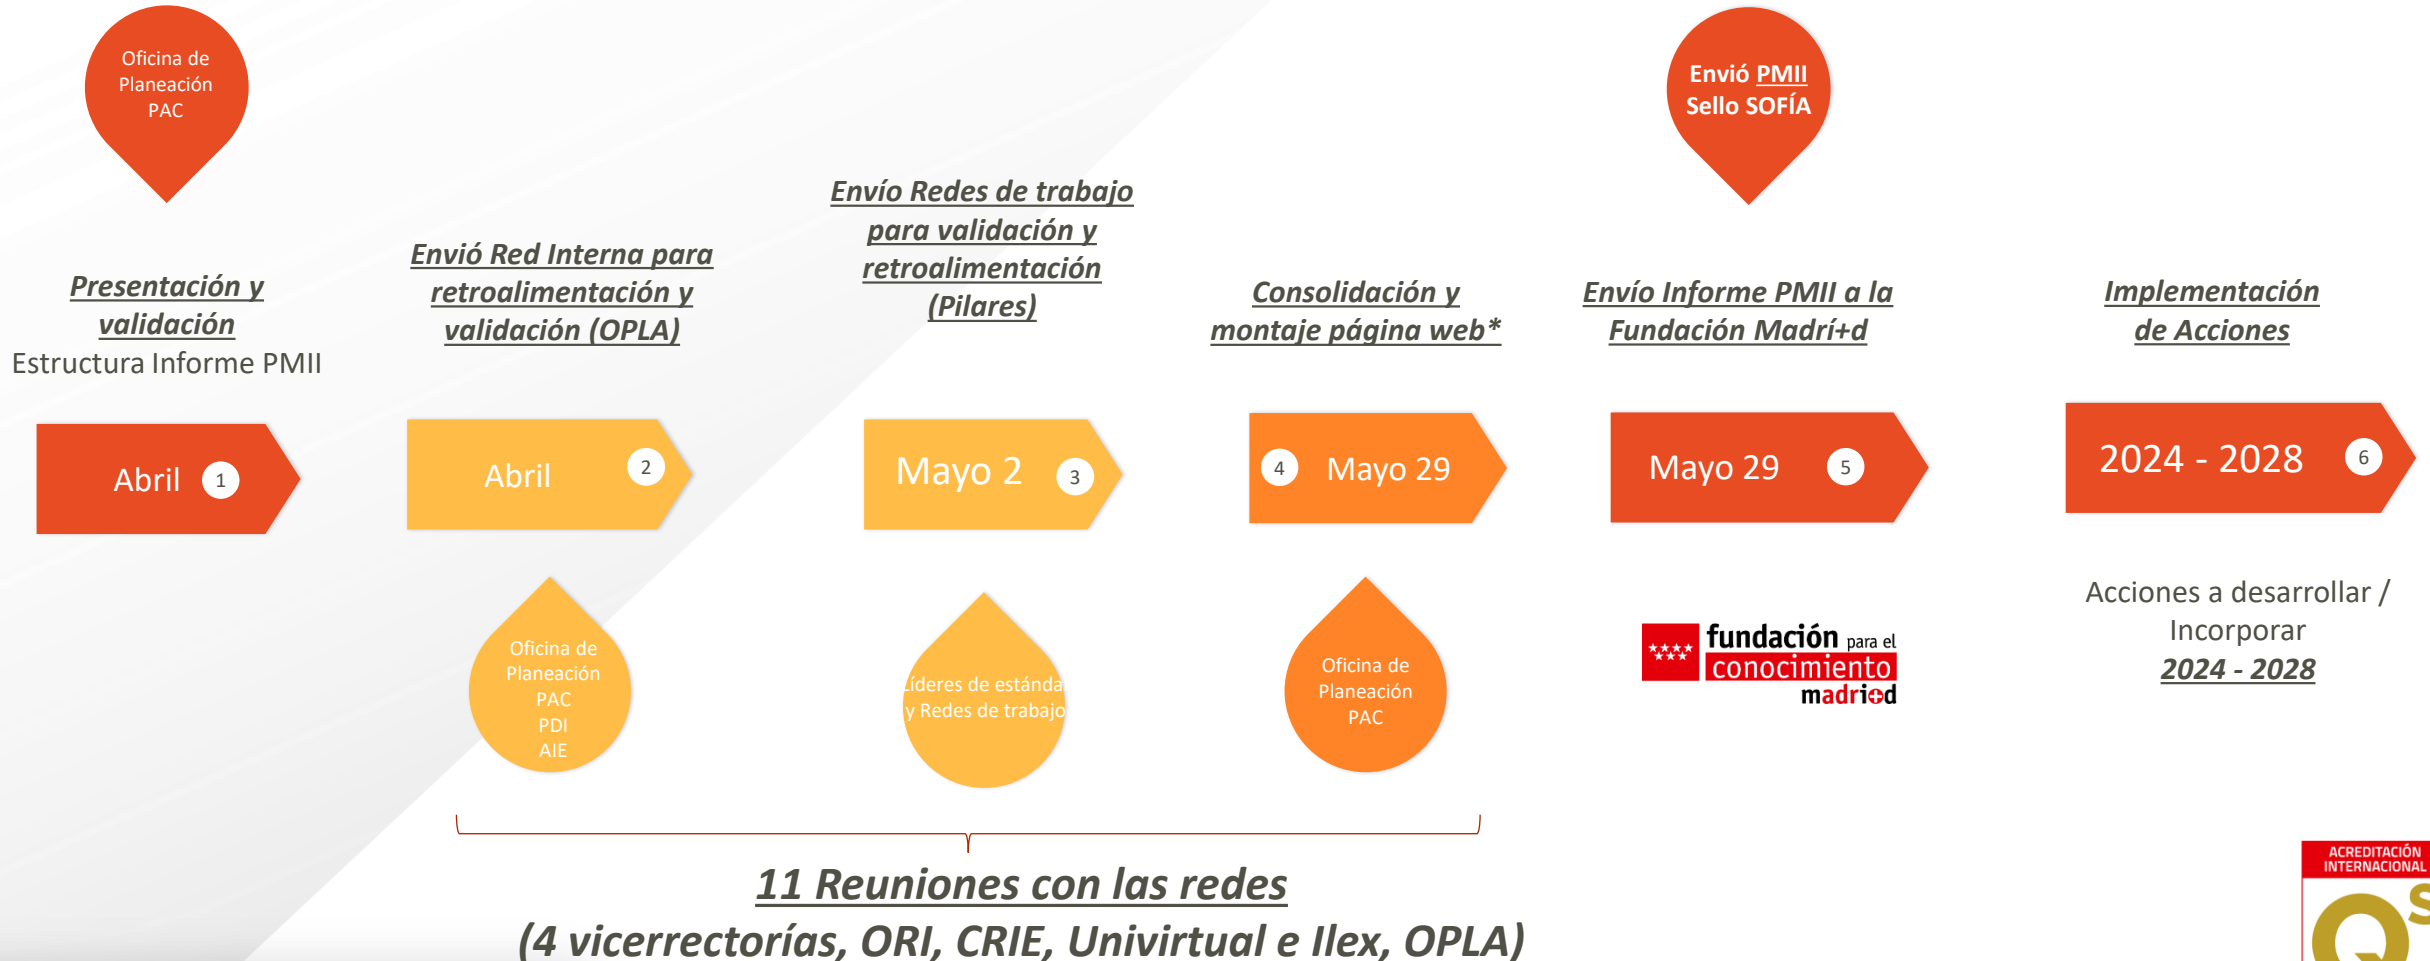 Oficina de
Planeación
PAC
Envió PMII
Sello SOFÍA
Presentación y
validación
Estructura Informe PMII
Envió Red Interna para
retroalimentación y
validación (OPLA)
Envío Redes de trabajo
para validación y
retroalimentación
(Pilares)
Consolidación y
montaje página web*
Envío Informe PMII a la
Fundación Madrí+d
Implementación
de Acciones
Abril 1
Abril 2
Mayo 2 3
4 Mayo 29
Mayo 29 5
2024 - 2028 6
Oficina de
Planeación
PAC
PDI
AIE
Líderes de estándar
y Redes de trabajo
Oficina de
Planeación
PAC
fundación para el
conocimiento
madri+d
Acciones a desarrollar /
Incorporar
2024 - 2028
11 Reuniones con las redes
(4 vicerrectorías, ORI, CRIE, Univirtual e Ilex, OPLA)
ACREDITACIÓN
INTERNACIONAL